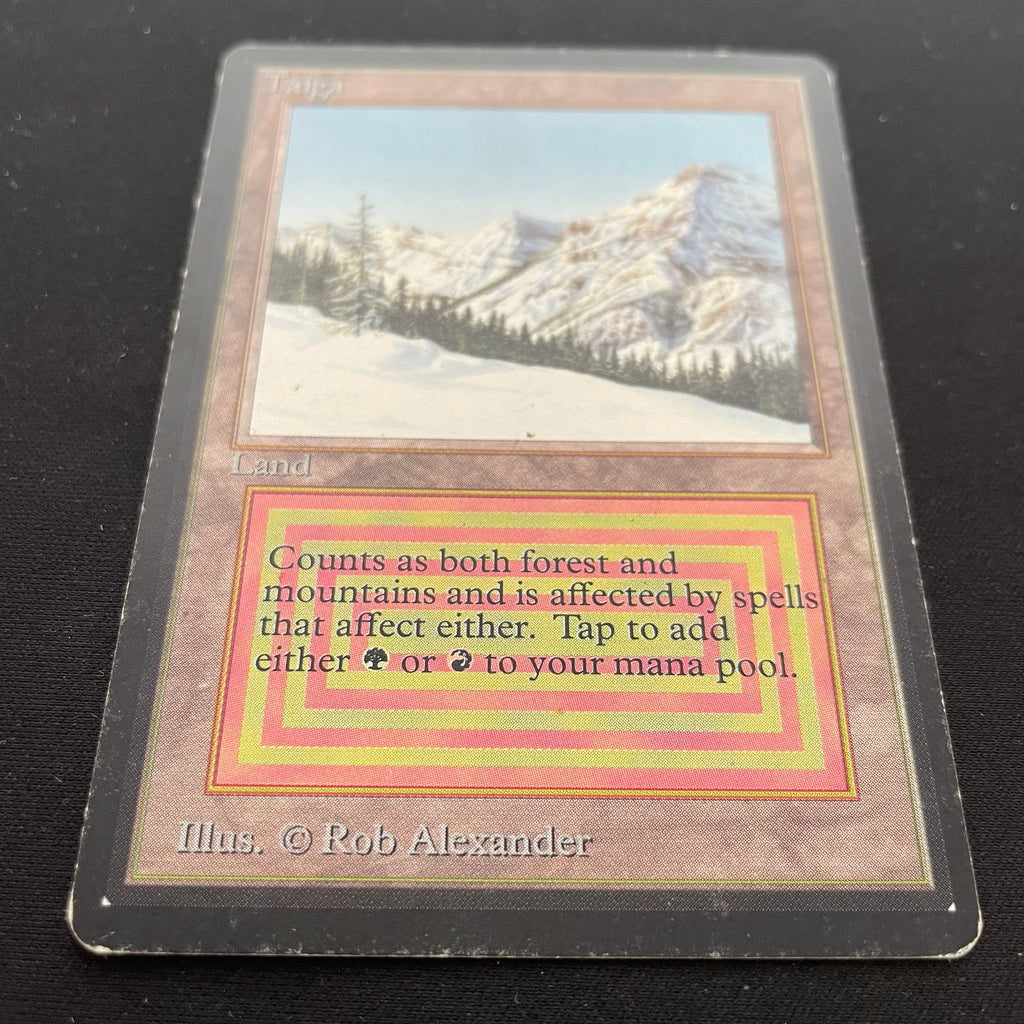 Taiga
Land
Counts as both forest and
mountains and is affected by spells
that affect either. Tap to add
either or to your mana pool.
Illus. © Rob Alexander